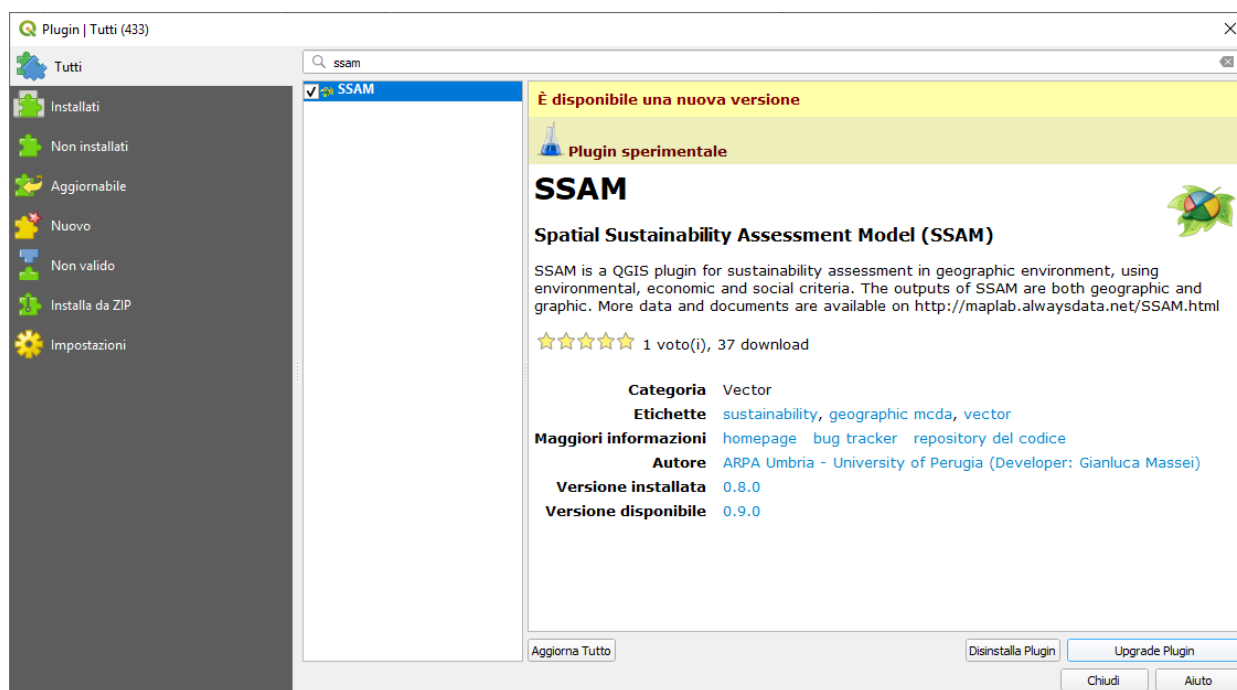 Plugin | Tutti (433)
Tutti
Installati
Non installati
Aggiornabile
Nuovo
Non valido
Installa da ZIP
Impostazioni
ssam
SSAM
È disponibile una nuova versione
Plugin sperimentale
SSAM
Spatial Sustainability Assessment Model (SSAM)
SSAM is a QGIS plugin for sustainability assessment in geographic environment, using
environmental, economic and social criteria. The outputs of SSAM are both geographic and
graphic. More data and documents are available on http://maplab.alwaysdata.net/SSAM.html
1 voto(i), 37 download
Categoria Vector
Etichette sustainability, geographic mcda, vector
Maggiori informazioni homepage bug tracker repository del codice
Autore ARPA Umbria - University of Perugia (Developer: Gianluca Massei)
Versione installata 0.8.0
Versione disponibile 0.9.0
Aggiorna Tutto Disinstalla Plugin Upgrade Plugin
Chiudi Aiuto